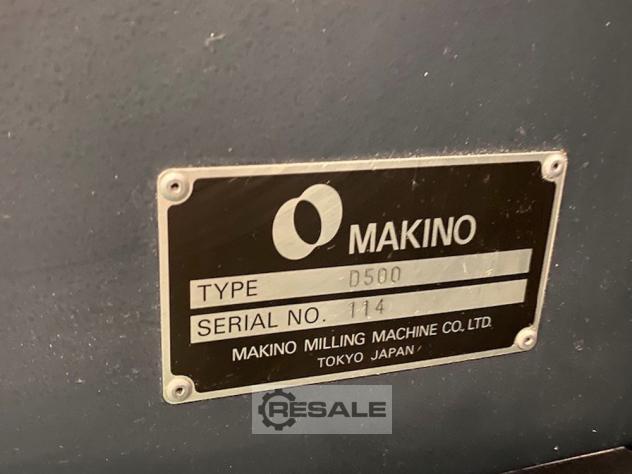 MAKINO
TYPE D500
SERIAL NO. 114
MAKINO MILLING MACHINE CO., LTD.
TOKYO JAPAN
RESALE